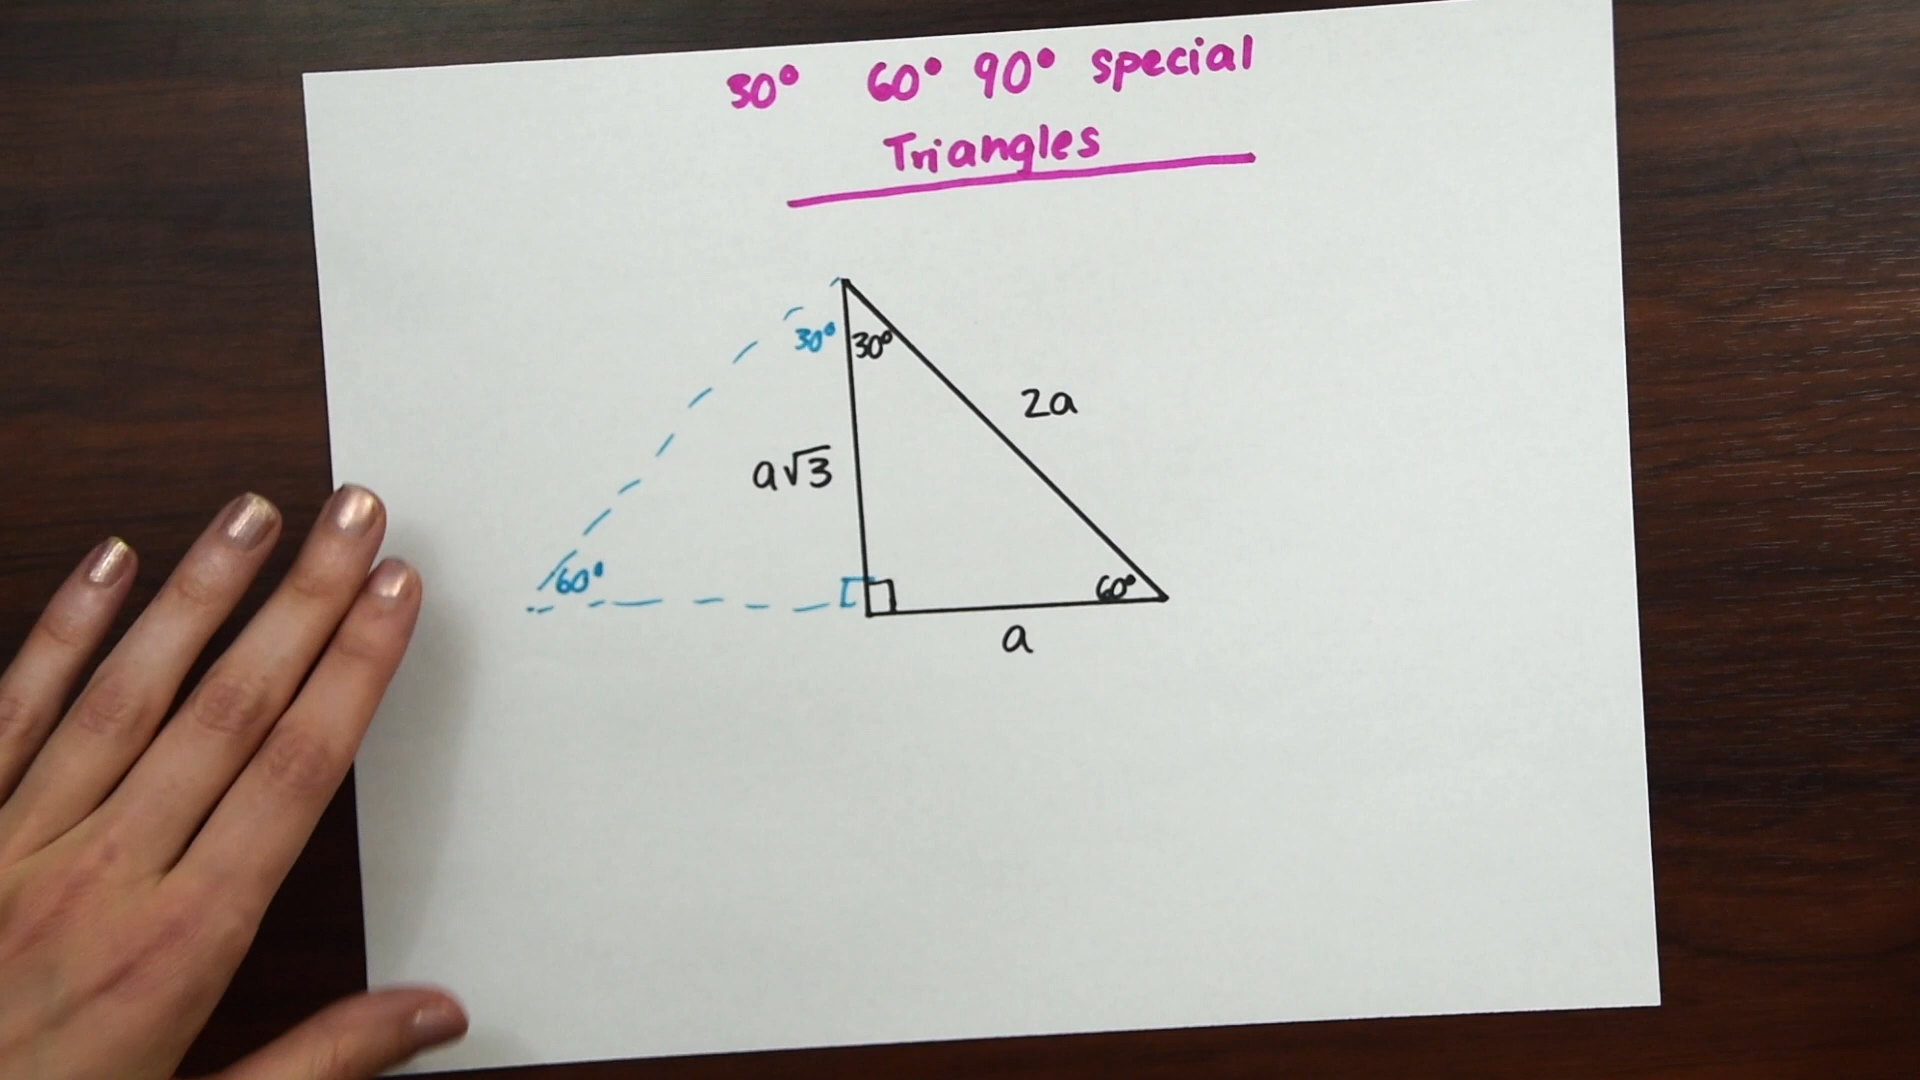 30° 60° 90° special
Triangles
30° 30°
2a
a√3
60° 60°
a